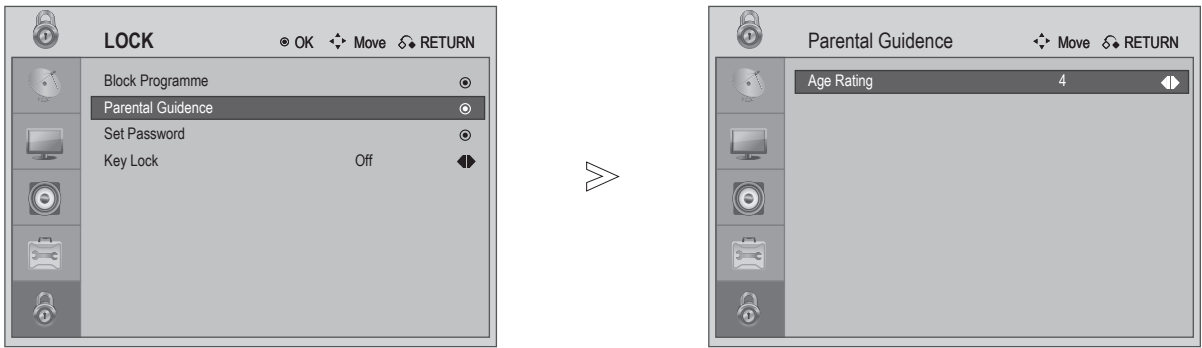 LOCK OK Move RETURN
Block Programme
Parental Guidence
Set Password
Key Lock Off
Parental Guidence Move RETURN
Age Rating 4